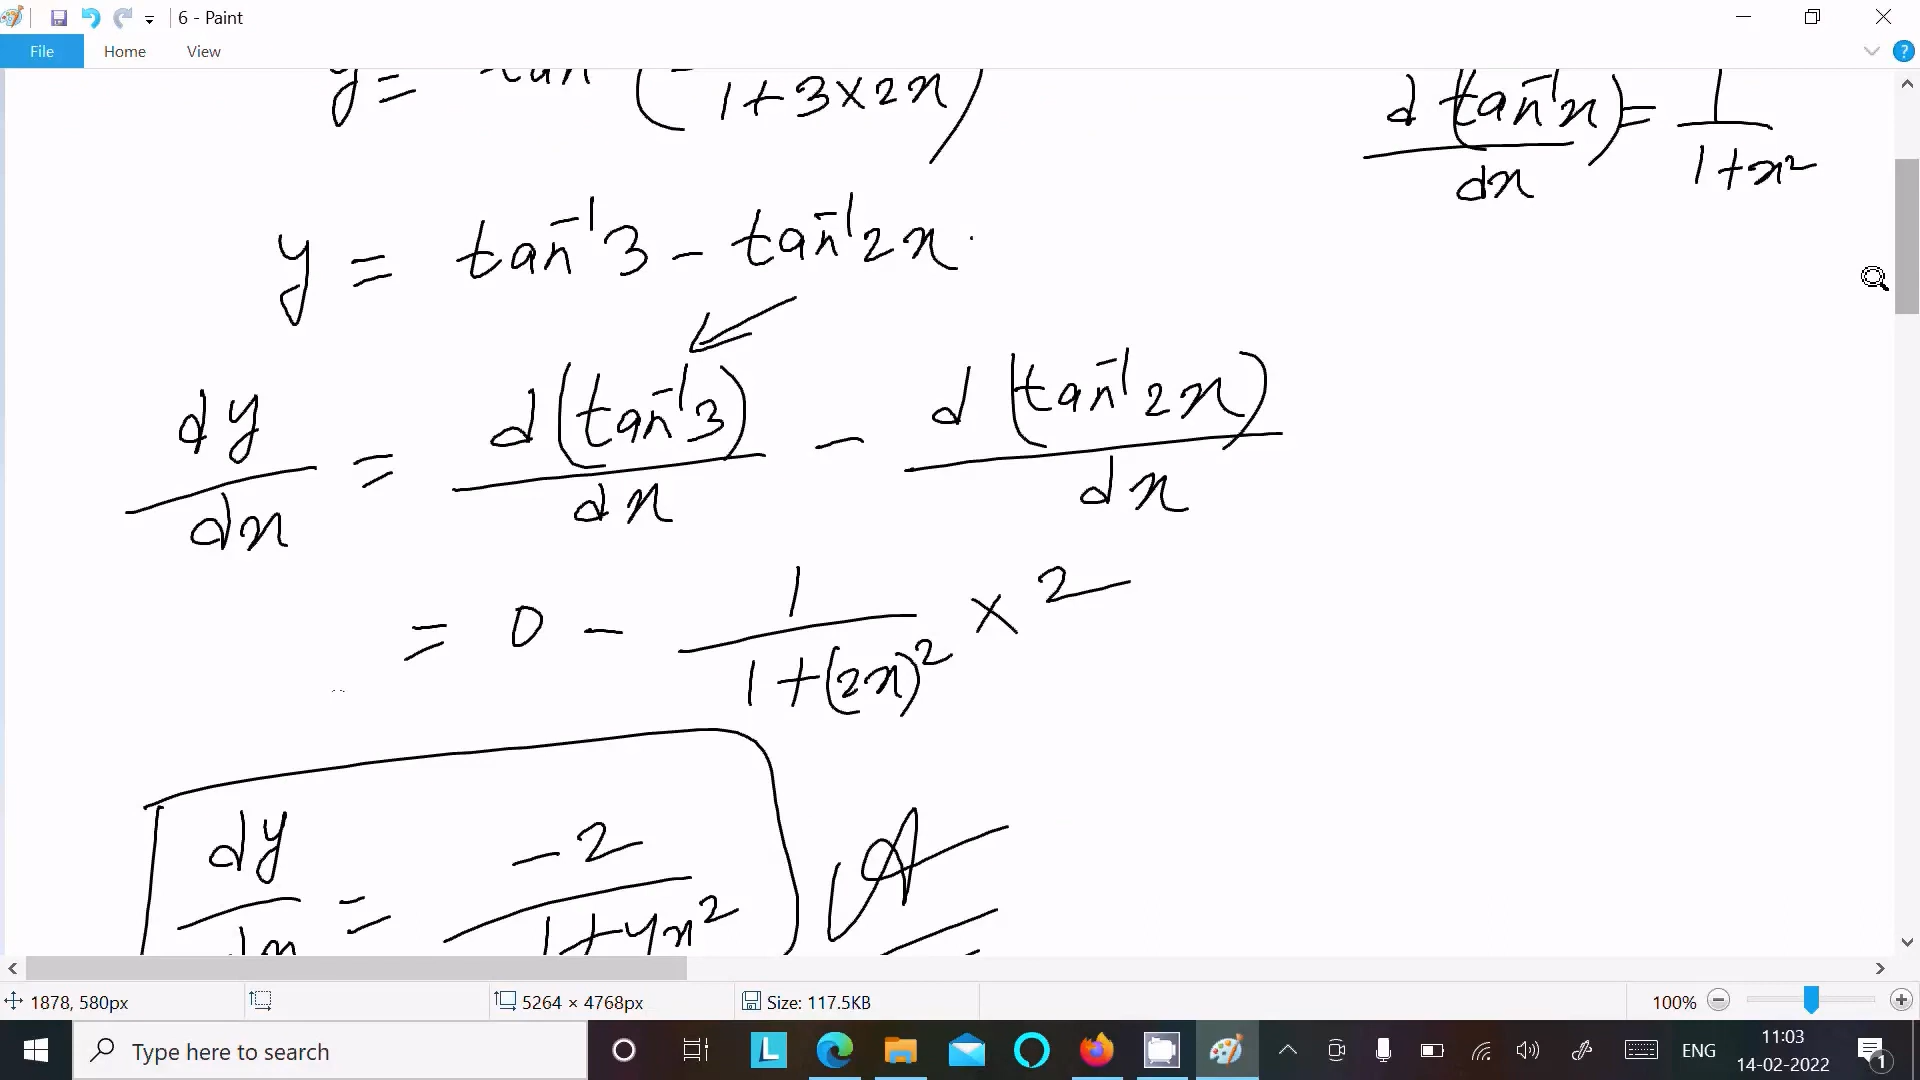 6 - Paint
File Home View
y = tan ( 1+3×2x )
d (tan⁻¹x) / dx = 1 / 1+x²
y = tan⁻¹3 - tan⁻¹2x
dy/dx = d(tan⁻¹3)/dx - d(tan⁻¹2x)/dx
= 0 - 1/1+(2x)² × 2
dy/dx = -2/1+4x²
1878, 580px 5264 × 4768px Size: 117.5KB 100%
Type here to search ENG 11:03
14-02-2022 1